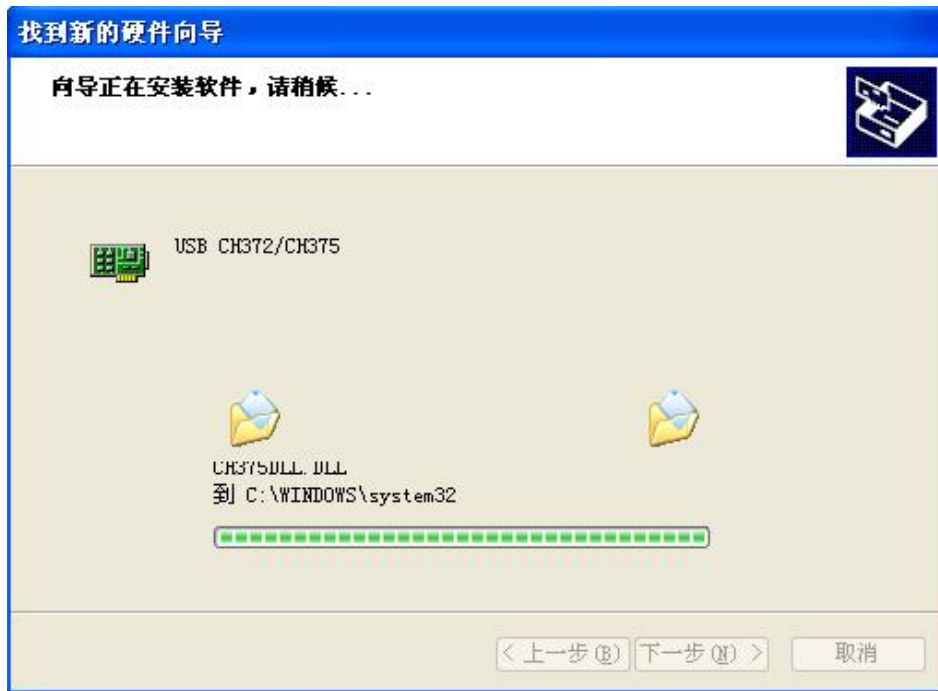 找到新的硬件向导
向导正在安装软件，请稍候...
USB CH372/CH375
CH375DLL.DLL
到 C:\WINDOWS\system32
< 上一步(B) 下一步(N) > 取消